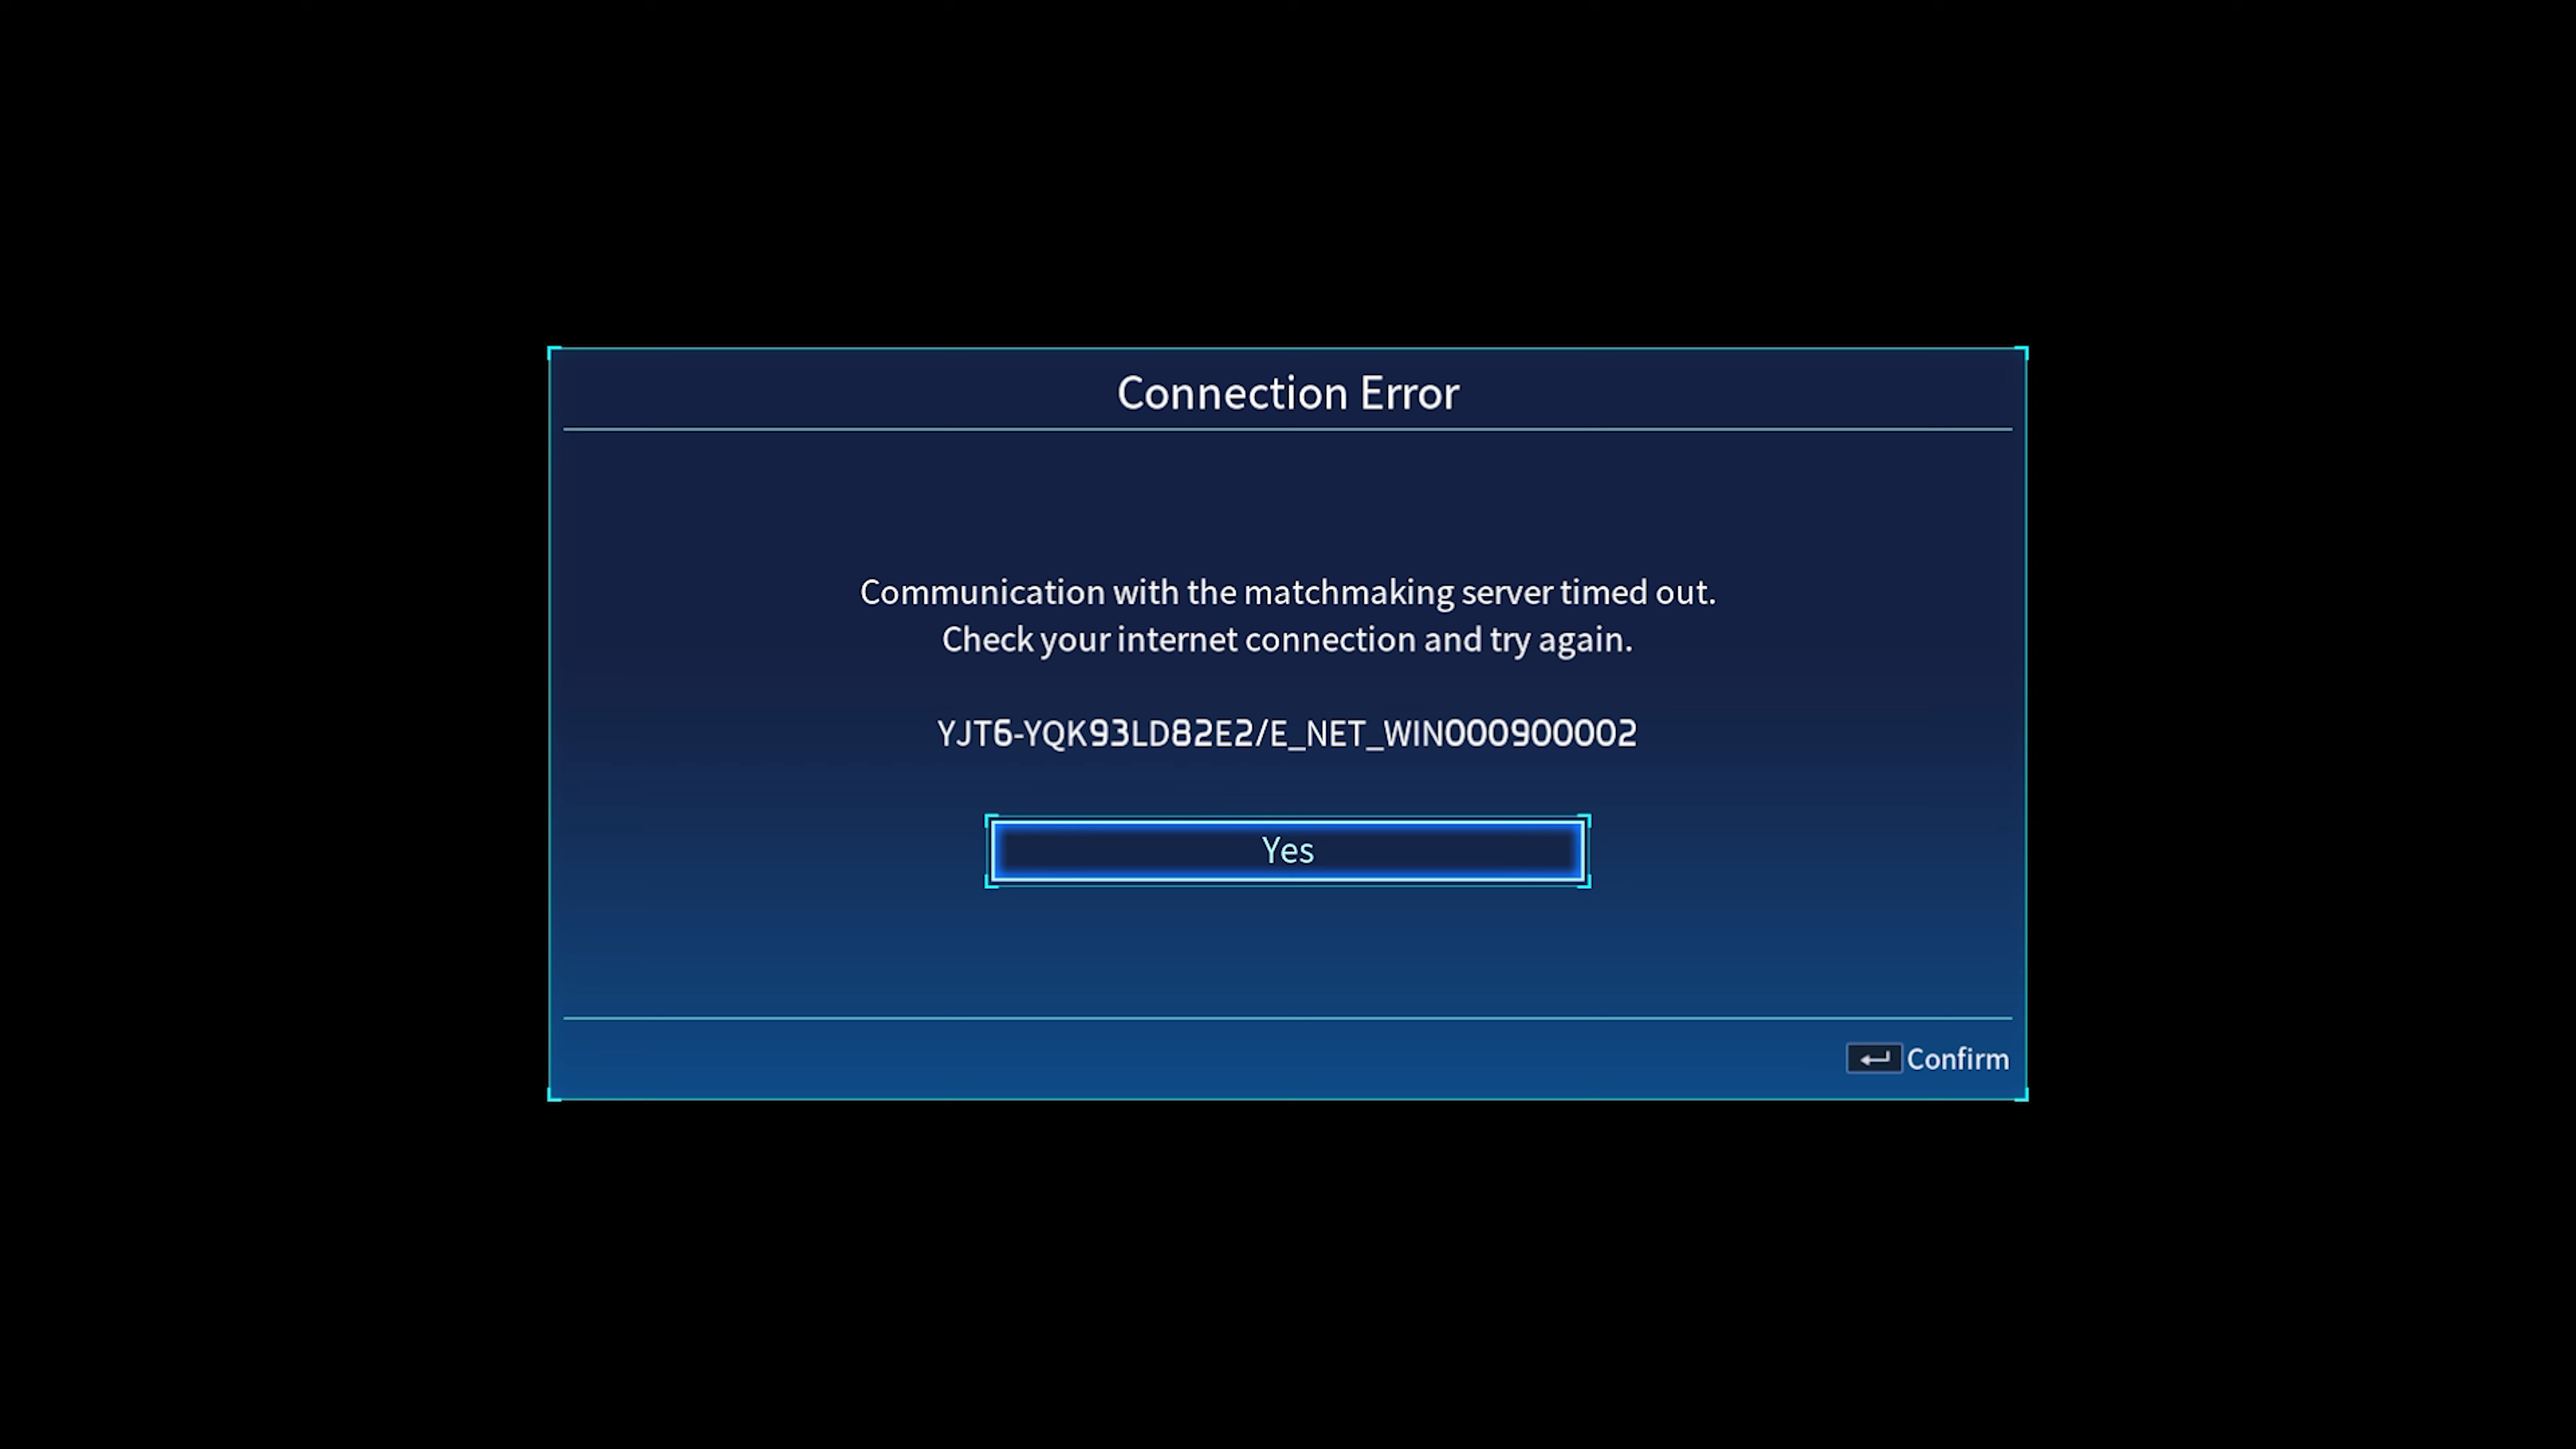 Connection Error
Communication with the matchmaking server timed out.
Check your internet connection and try again.
YJT6-YQK93LD82E2/E_NET_WIN000900002
Yes
Confirm